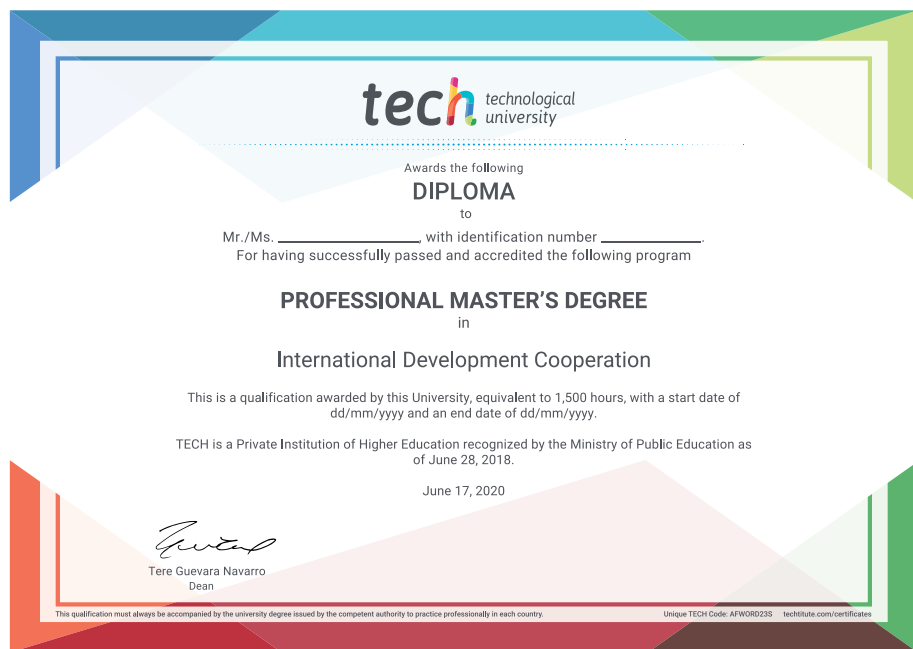 tech technological
university
Awards the following
DIPLOMA
to
Mr./Ms. ____________________, with identification number ______________.
For having successfully passed and accredited the following program
PROFESSIONAL MASTER'S DEGREE
in
International Development Cooperation
This is a qualification awarded by this University, equivalent to 1,500 hours, with a start date of
dd/mm/yyyy and an end date of dd/mm/yyyy.
TECH is a Private Institution of Higher Education recognized by the Ministry of Public Education as
of June 28, 2018.
June 17, 2020
Tere Guevara Navarro
Dean
This qualification must always be accompanied by the university degree issued by the competent authority to practice professionally in each country. Unique TECH Code: AFWORD23S techtitute.com/certificates